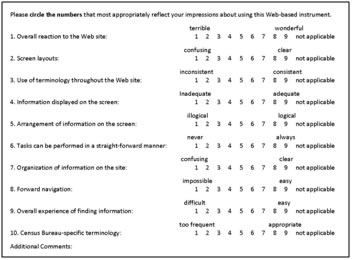 Please circle the numbers that most appropriately reflect your impressions about using this Web-based instrument.
terrible wonderful
1. Overall reaction to the Web site: 1 2 3 4 5 6 7 8 9 not applicable
confusing clear
2. Screen layouts: 1 2 3 4 5 6 7 8 9 not applicable
inconsistent consistent
3. Use of terminology throughout the Web site: 1 2 3 4 5 6 7 8 9 not applicable
Inadequate adequate
4. Information displayed on the screen: 1 2 3 4 5 6 7 8 9 not applicable
illogical logical
5. Arrangement of information on the screen: 1 2 3 4 5 6 7 8 9 not applicable
never always
6. Tasks can be performed in a straight-forward manner: 1 2 3 4 5 6 7 8 9 not applicable
confusing clear
7. Organization of information on the site: 1 2 3 4 5 6 7 8 9 not applicable
impossible easy
8. Forward navigation: 1 2 3 4 5 6 7 8 9 not applicable
difficult easy
9. Overall experience of finding information: 1 2 3 4 5 6 7 8 9 not applicable
too frequent appropriate
10. Census Bureau-specific terminology: 1 2 3 4 5 6 7 8 9 not applicable
Additional Comments: